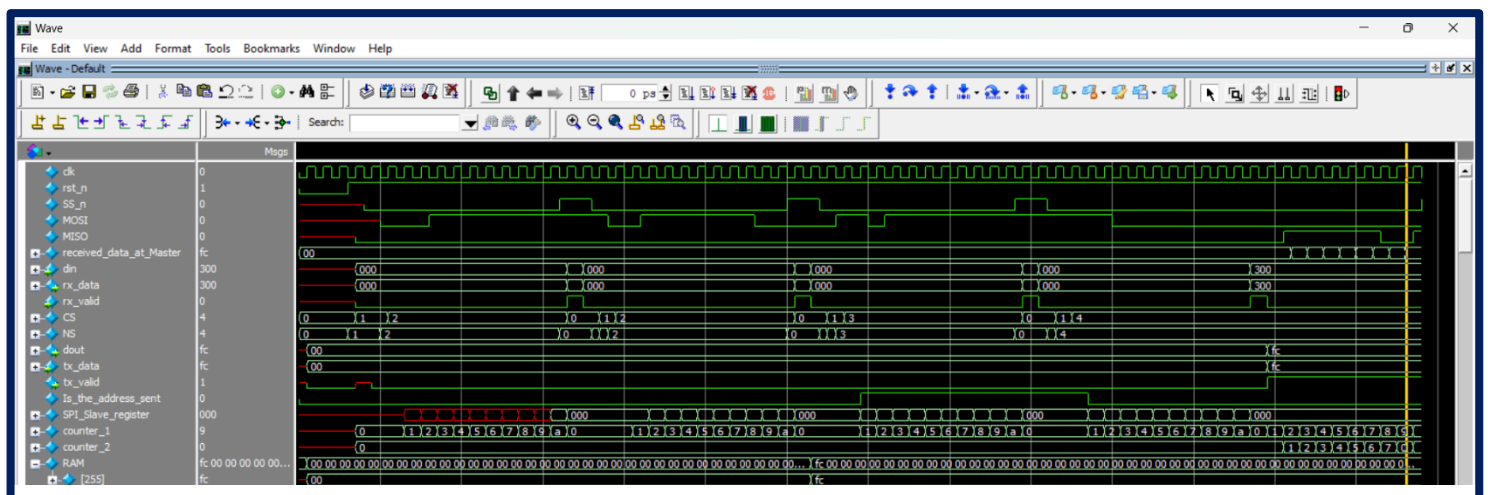 Wave
File Edit View Add Format Tools Bookmarks Window Help
Wave - Default
0 ps
Search:
Msgs
clk 0
rst_n 1
SS_n 0
MOSI 0
MISO 0
received_data_at_Master fc 00
din 300 000 000 000 000 300
rx_data 300 000 000 000 000 300
rx_valid 0
CS 4 0 1 2 0 1 2 0 1 3 0 1 4
NS 4 0 1 2 0 2 0 3 0 4
dout fc 00 fc
tx_data fc 00 fc
tx_valid 1
Is_the_address_sent 0
SPI_Slave_register 000 000 000 000 000
counter_1 9 0 1 2 3 4 5 6 7 8 9 a 0 1 2 3 4 5 6 7 8 9 a 0 1 2 3 4 5 6 7 8 9 a 0 1 2 3 4 5 6 7 8 9 a 0 1 2 3 4 5 6 7 8 9
counter_2 0 0 1 2 3 4 5 6 7 0
RAM fc 00 00 00 00 00...
[255] fc 00 fc